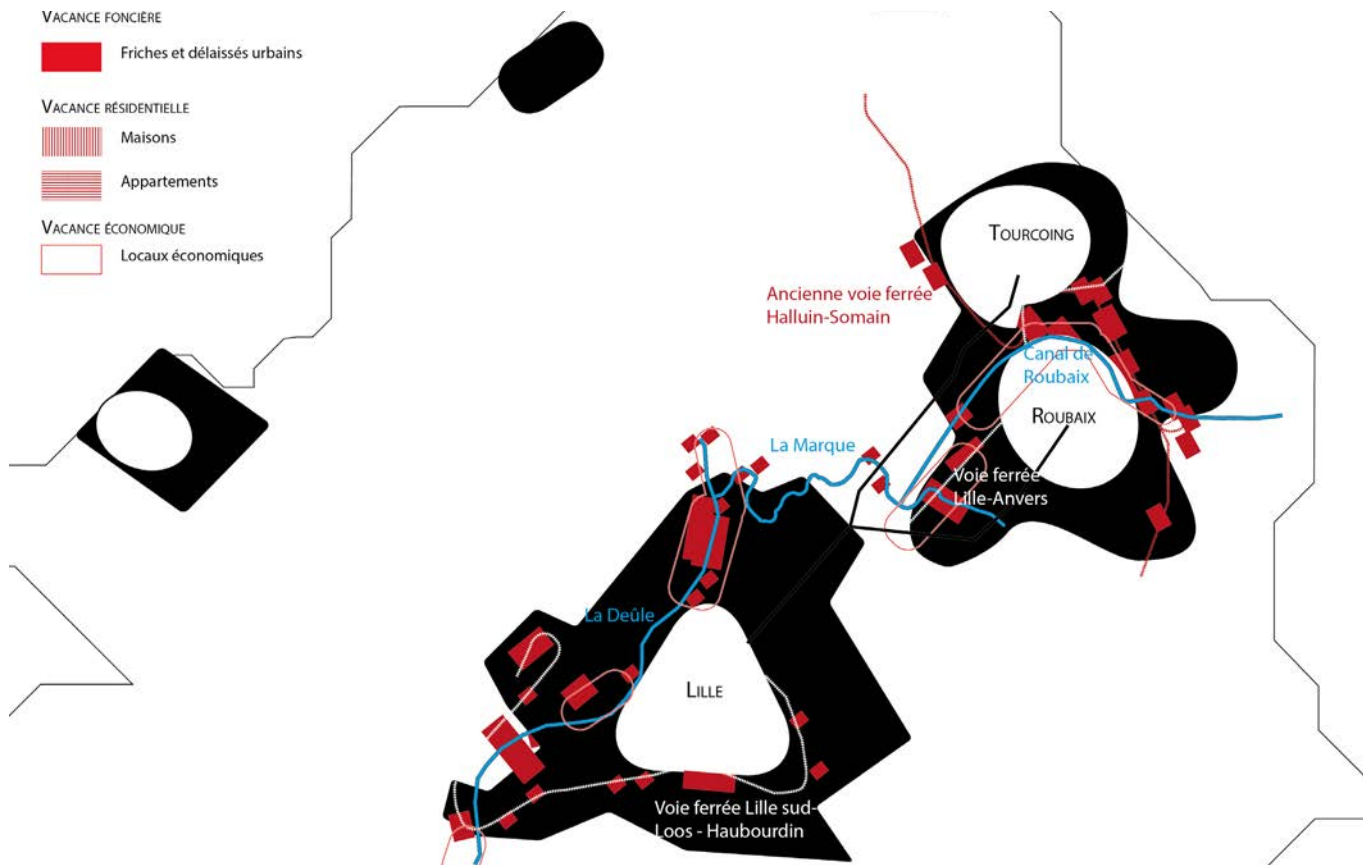 VACANCE FONCIÈRE
Friches et délaissés urbains
VACANCE RÉSIDENTIELLE
Maisons
Appartements
VACANCE ÉCONOMIQUE
Locaux économiques
TOURCOING
Ancienne voie ferrée
Halluin-Somain
Canal de
Roubaix
ROUBAIX
La Marque
Voie ferrée
Lille-Anvers
La Deûle
LILLE
Voie ferrée Lille sud-
Loos - Haubourdin